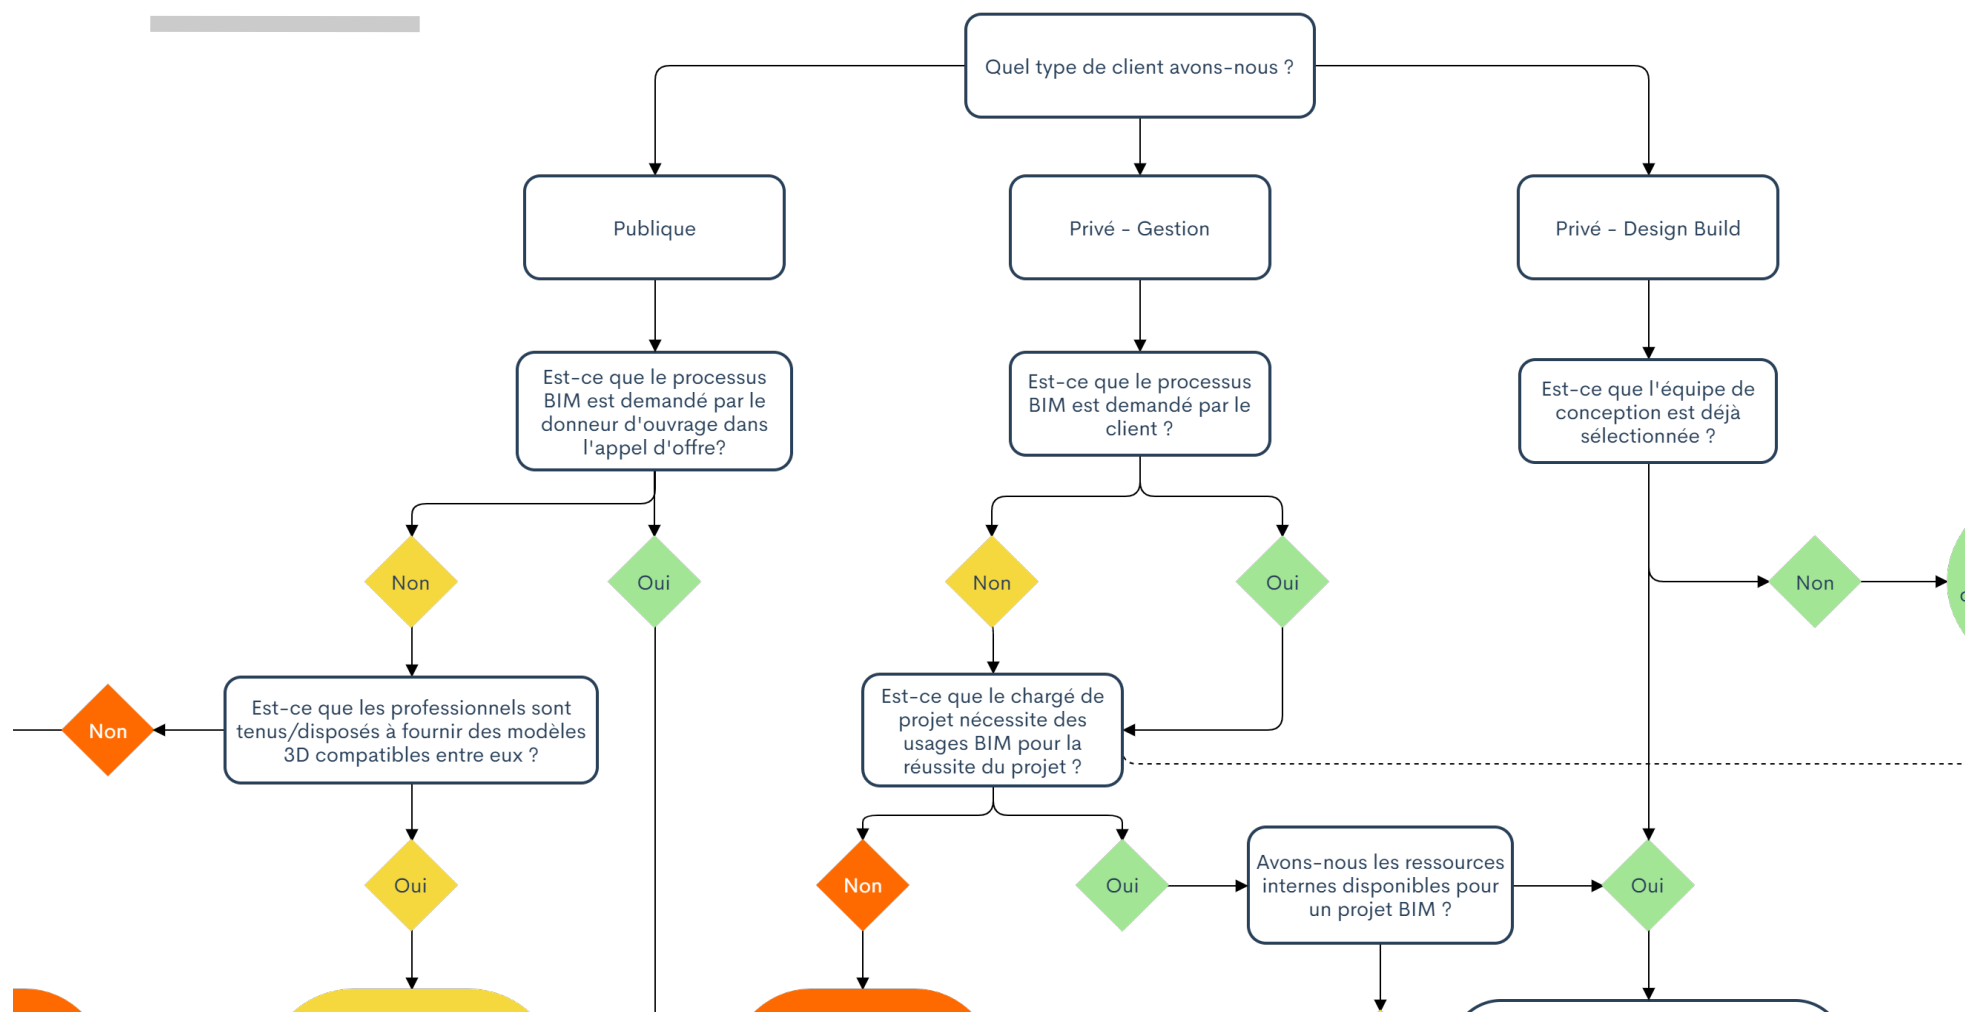 Quel type de client avons-nous ?
Publique
Privé - Gestion
Privé - Design Build
Est-ce que le processus
BIM est demandé par le
donneur d'ouvrage dans
l'appel d'offre?
Est-ce que le processus
BIM est demandé par le
client ?
Est-ce que l'équipe de
conception est déjà
sélectionnée ?
Non
Oui
Non
Oui
Non
Non
Est-ce que les professionnels sont
tenus/disposés à fournir des modèles
3D compatibles entre eux ?
Est-ce que le chargé de
projet nécessite des
usages BIM pour la
réussite du projet ?
Oui
Non
Oui
Avons-nous les ressources
internes disponibles pour
un projet BIM ?
Oui